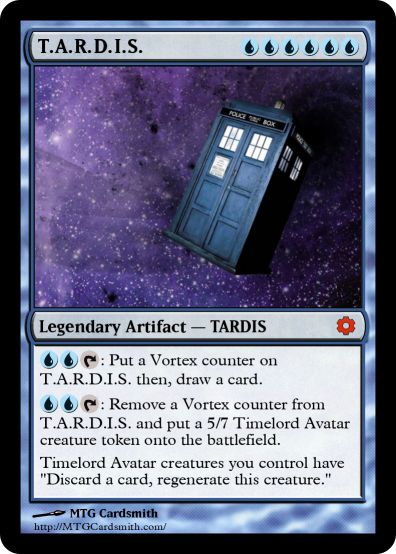 T.A.R.D.I.S.
POLICE PUBLIC CALL BOX
Legendary Artifact — TARDIS
: Put a Vortex counter on
T.A.R.D.I.S. then, draw a card.
: Remove a Vortex counter from
T.A.R.D.I.S. and put a 5/7 Timelord Avatar
creature token onto the battlefield.
Timelord Avatar creatures you control have
"Discard a card, regenerate this creature."
MTG Cardsmith
http://MTGCardsmith.com/